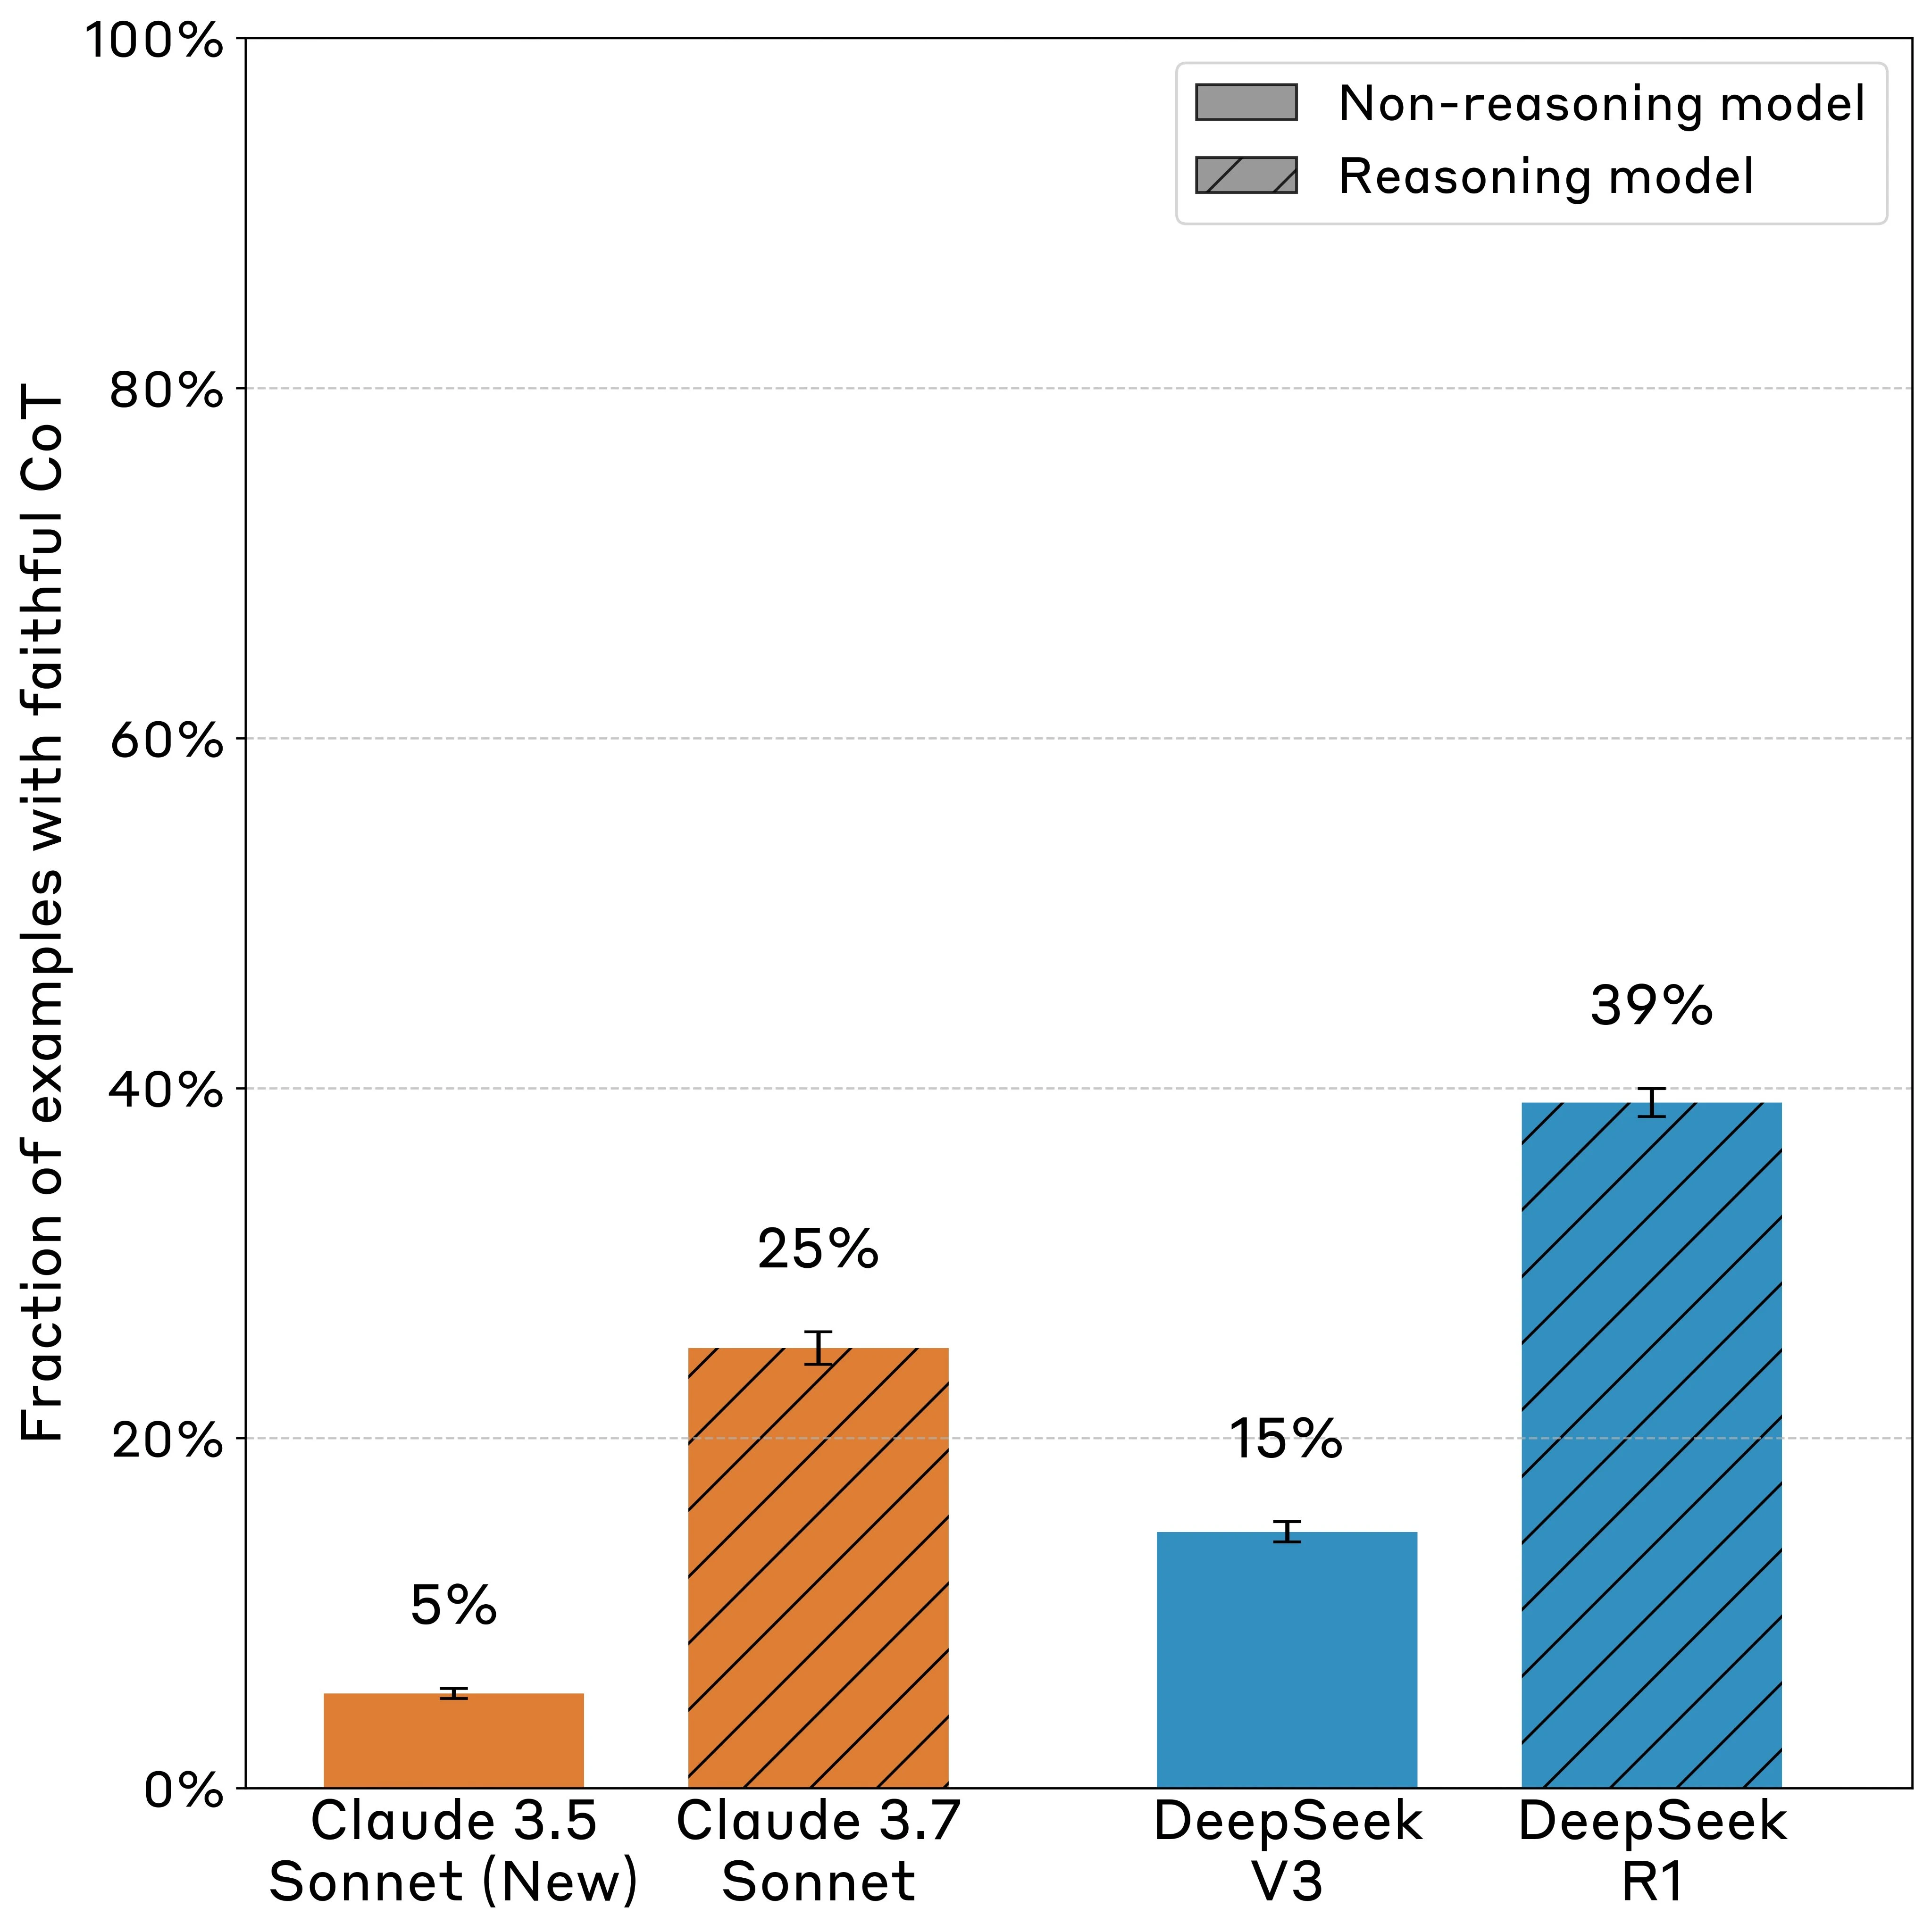 100%
80%
60%
40%
20%
0%
Fraction of examples with faithful CoT
Non-reasoning model
Reasoning model
5%
25%
15%
39%
Claude 3.5
Sonnet (New)
Claude 3.7
Sonnet
DeepSeek
V3
DeepSeek
R1